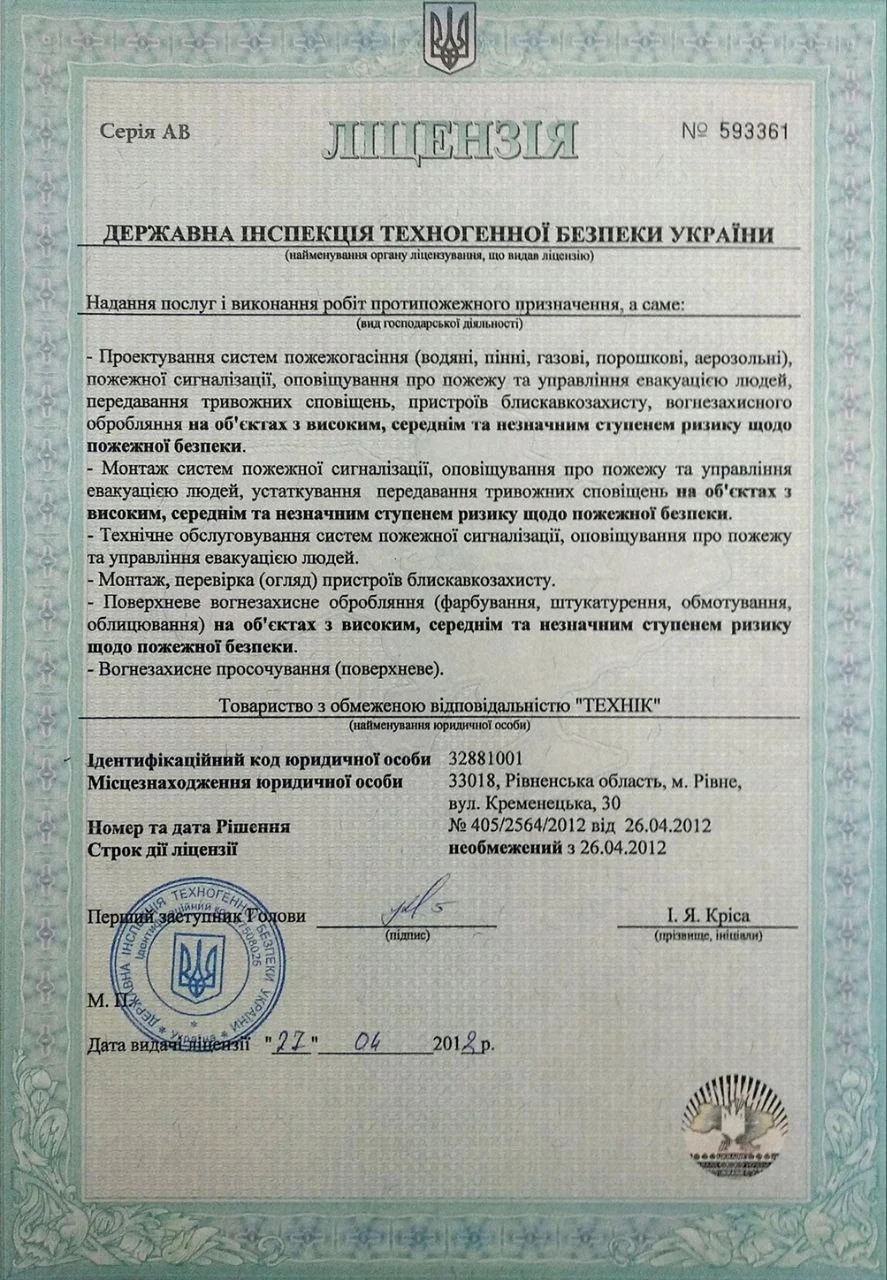 Серія АВ
ЛІЦЕНЗІЯ
№ 593361
ДЕРЖАВНА ІНСПЕКЦІЯ ТЕХНОГЕННОЇ БЕЗПЕКИ УКРАЇНИ
(найменування органу ліцензування, що видав ліцензію)
Надання послуг і виконання робіт протипожежного призначення, а саме:
(вид господарської діяльності)
- Проектування систем пожежогасіння (водяні, пінні, газові, порошкові, аерозольні),
пожежної сигналізації, оповіщування про пожежу та управління евакуацією людей,
передавання тривожних сповіщень, пристроїв блискавкозахисту, вогнезахисного
обробляння на об'єктах з високим, середнім та незначним ступенем ризику щодо
пожежної безпеки.
- Монтаж систем пожежної сигналізації, оповіщування про пожежу та управління
евакуацією людей, устаткування передавання тривожних сповіщень на об'єктах з
високим, середнім та незначним ступенем ризику щодо пожежної безпеки.
- Технічне обслуговування систем пожежної сигналізації, оповіщування про пожежу
та управління евакуацією людей.
- Монтаж, перевірка (огляд) пристроїв блискавкозахисту.
- Поверхневе вогнезахисне обробляння (фарбування, штукатурення, обмотування,
облицювання) на об'єктах з високим, середнім та незначним ступенем ризику
щодо пожежної безпеки.
- Вогнезахисне просочування (поверхневе).
Товариство з обмеженою відповідальністю "ТЕХНІК"
(найменування юридичної особи)
Ідентифікаційний код юридичної особи 32881001
Місцезнаходження юридичної особи 33018, Рівненська область, м. Рівне,
вул. Кременецька, 30
Номер та дата Рішення № 405/2564/2012 від 26.04.2012
Строк дії ліцензії необмежений з 26.04.2012
Перший заступник Голови
І. Я. Кріса
(підпис)
(прізвище, ініціали)
ДЕРЖАВНА ІНСПЕКЦІЯ ТЕХНОГЕННОЇ БЕЗПЕКИ УКРАЇНИ
Ідентифікаційний код
Україна
М. П.
Дата видачі ліцензії "27" 04 2012 р.